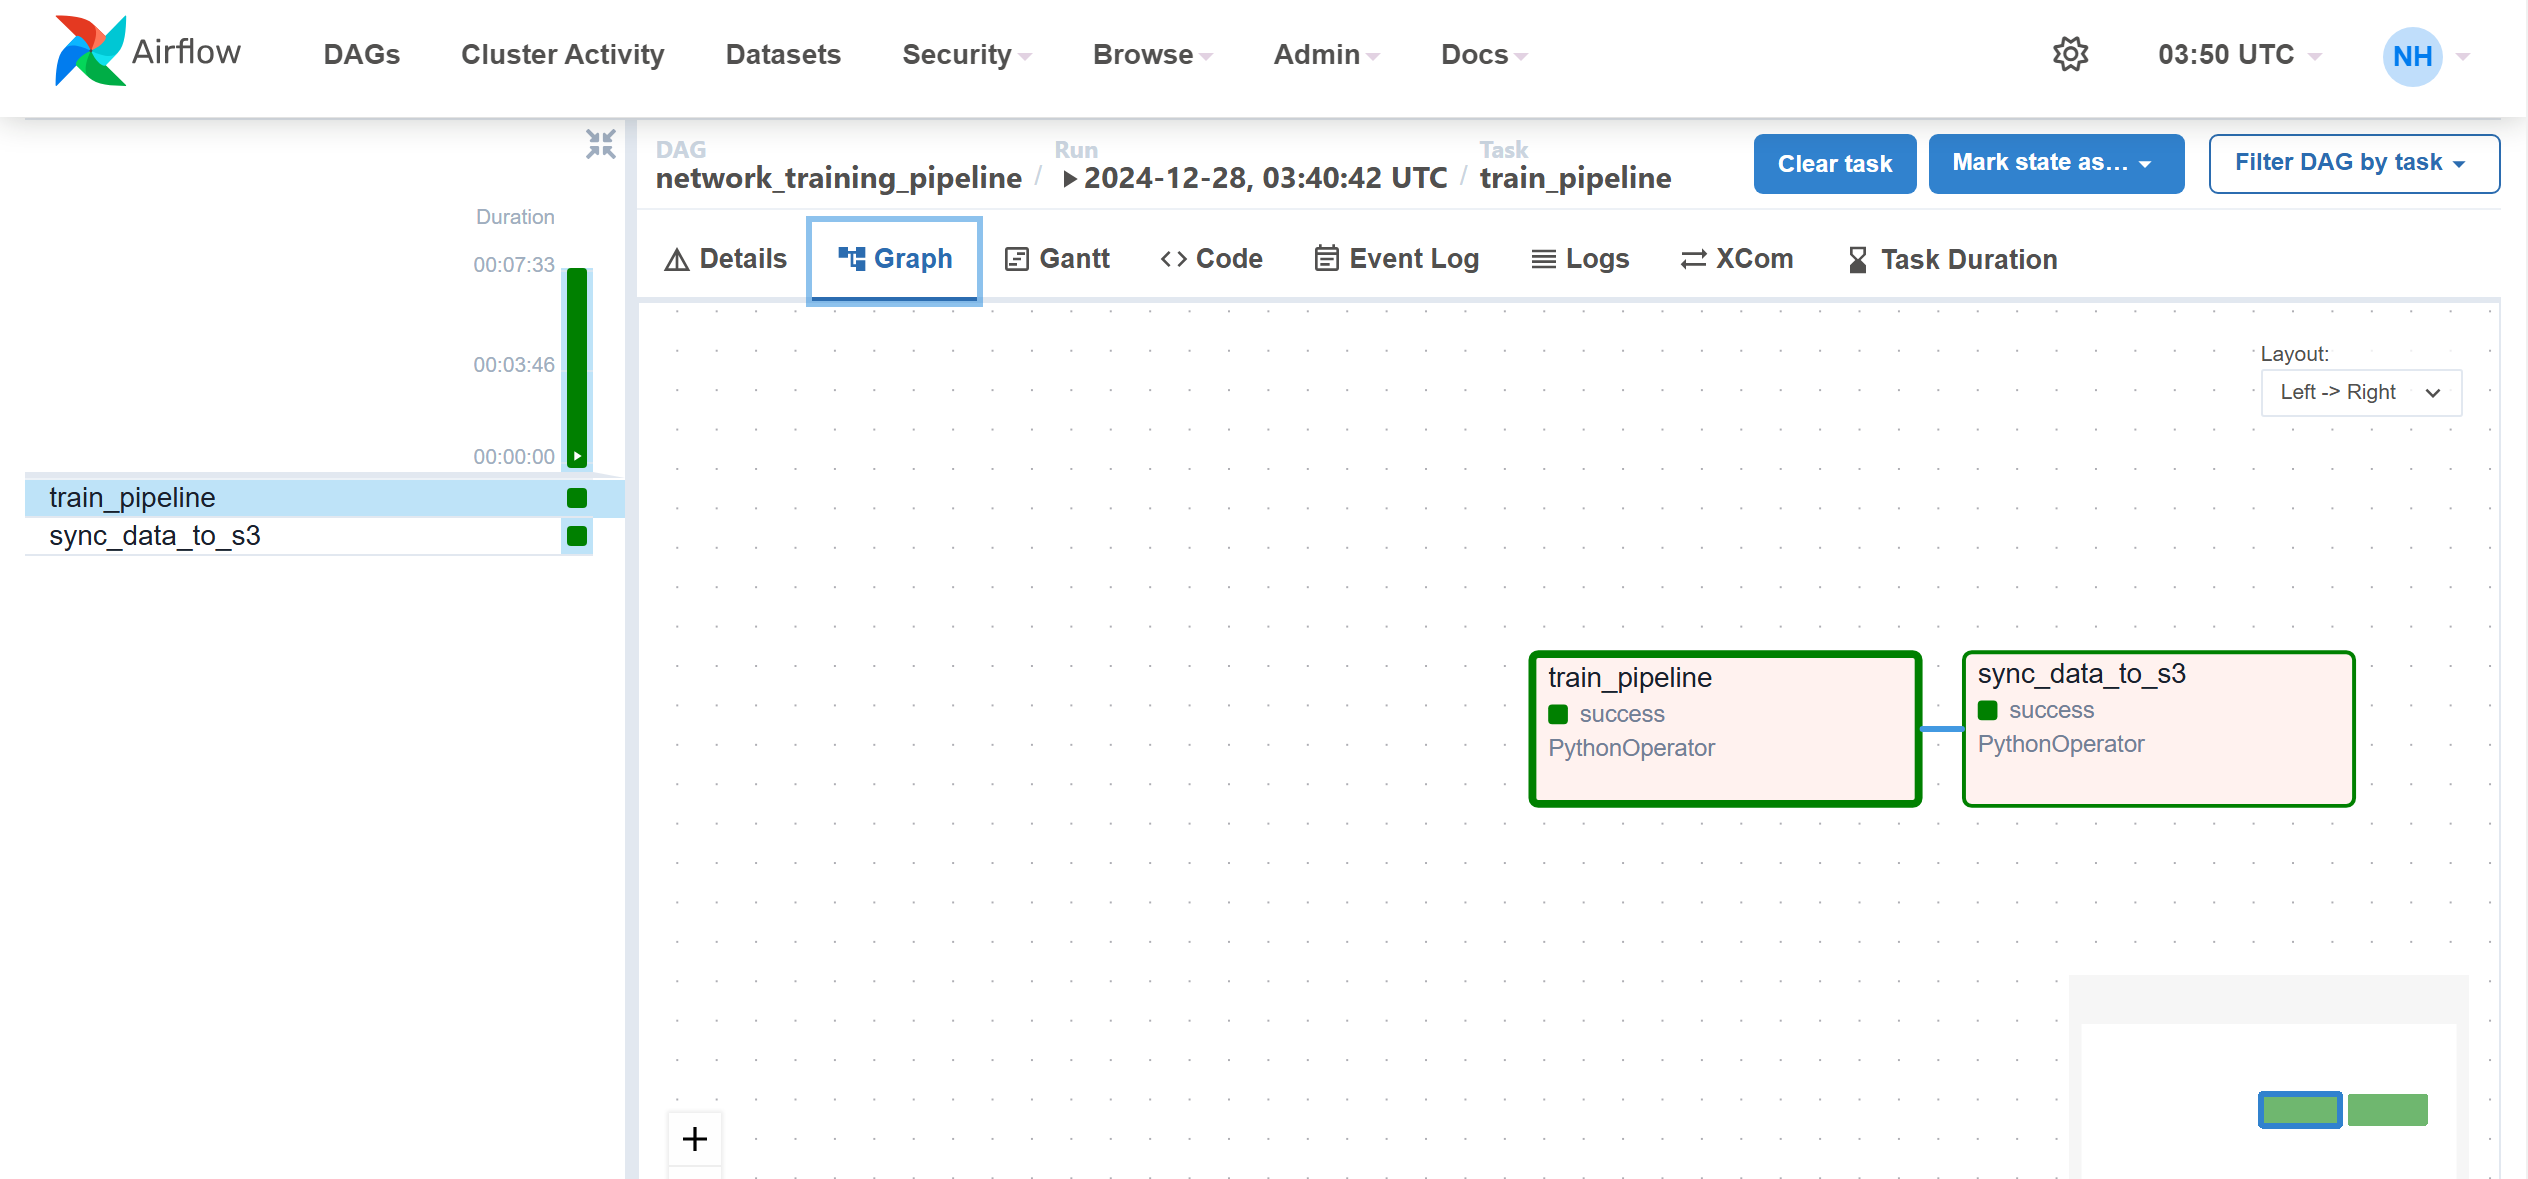 Airflow
DAGs Cluster Activity Datasets Security Browse Admin Docs 03:50 UTC NH
DAG Run Task
network_training_pipeline / 2024-12-28, 03:40:42 UTC / train_pipeline
Clear task Mark state as... Filter DAG by task
Details Graph Gantt Code Event Log Logs XCom Task Duration
Duration
00:07:33
00:03:46
00:00:00
train_pipeline
sync_data_to_s3
Layout:
Left -> Right
train_pipeline
success
PythonOperator
sync_data_to_s3
success
PythonOperator
+